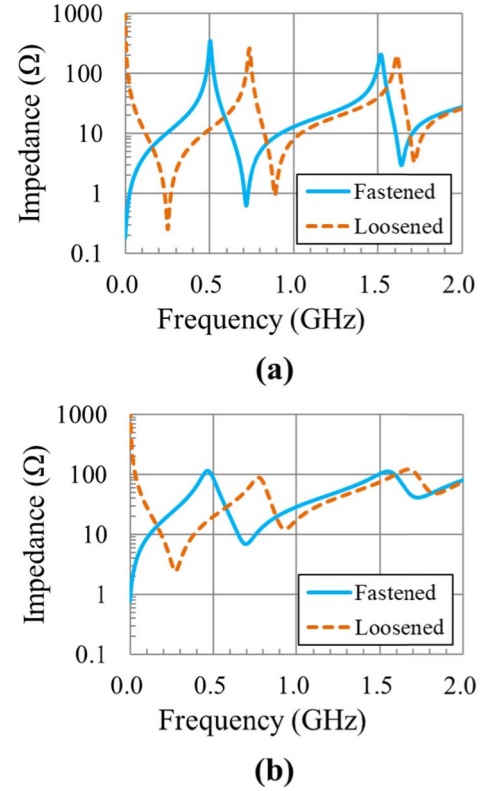 1000
100
10
1
0.1
Impedance (Ω)
Fastened
Loosened
0.0 0.5 1.0 1.5 2.0
Frequency (GHz)
(a)
1000
100
10
1
0.1
Impedance (Ω)
Fastened
Loosened
0.0 0.5 1.0 1.5 2.0
Frequency (GHz)
(b)